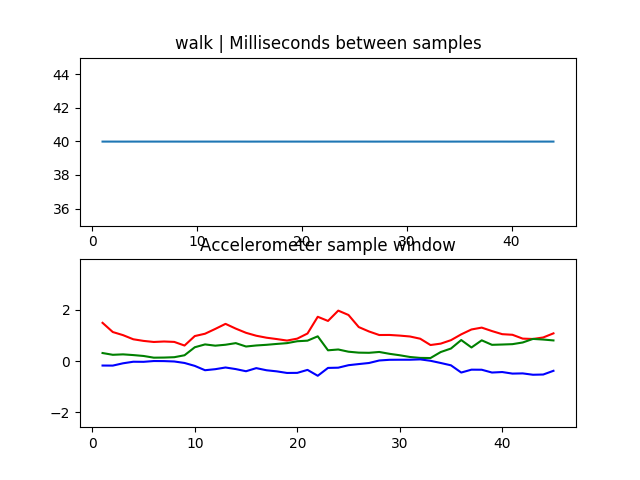 walk | Milliseconds between samples
44
42
40
38
36
0 10 20 30 40
Accelerometer sample window
2
0
−2
0 10 20 30 40